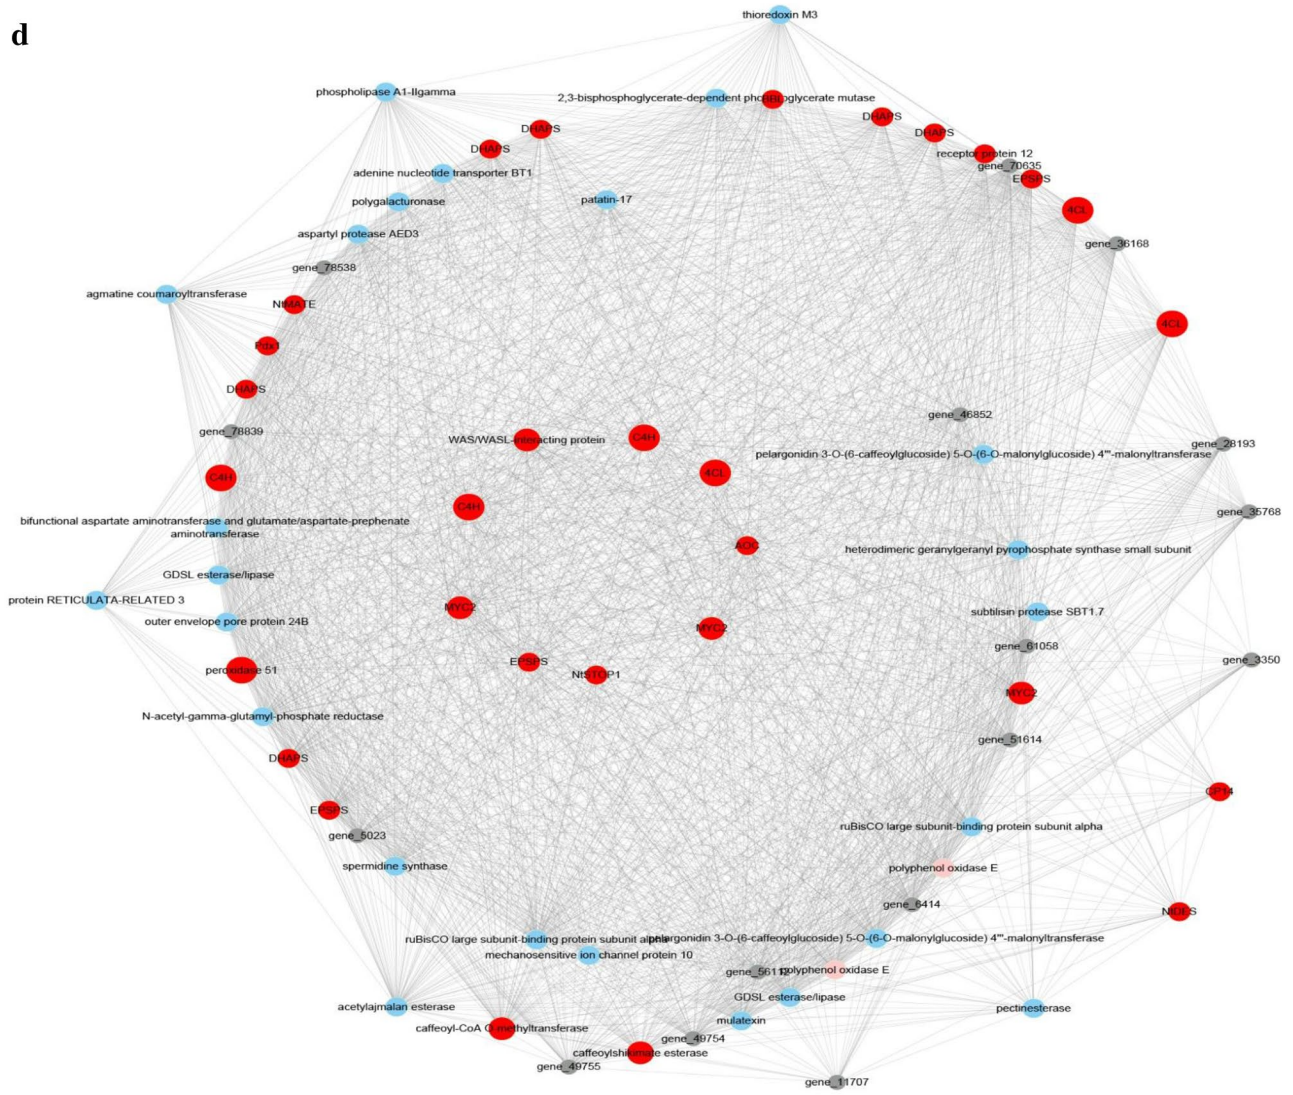 d
thioredoxin M3
phospholipase A1-IIgamma
2,3-bisphosphoglycerate-dependent phosphoglycerate mutase
DHAPS
DHAPS
DHAPS
DHAPS
receptor protein 12
gene_70635
EPSPS
adenine nucleotide transporter BT1
polygalacturonase
patatin-17
4CL
aspartyl protease AED3
gene_36168
gene_78538
agmatine coumaroyltransferase
NtMATE
4CL
Pdx1
DHAPS
gene_46852
gene_78839
WAS/WASL-interacting protein
C4H
gene_28193
pelargonidin 3-O-(6-caffeoylglucoside) 5-O-(6-O-malonylglucoside) 4'''-malonyltransferase
4CL
C4H
C4H
gene_35768
bifunctional aspartate aminotransferase and glutamate/aspartate-prephenate
aminotransferase
AOC
heterodimeric geranylgeranyl pyrophosphate synthase small subunit
GDSL esterase/lipase
protein RETICULATA-RELATED 3
MYC2
subtilisin protease SBT1.7
outer envelope pore protein 24B
MYC2
gene_61058
EPSPS
gene_3350
peroxidase 51
NtSTOP1
MYC2
N-acetyl-gamma-glutamyl-phosphate reductase
gene_51614
DHAPS
CP14
EPSPS
ruBisCO large subunit-binding protein subunit alpha
gene_5023
spermidine synthase
polyphenol oxidase E
gene_6414
ruBisCO large subunit-binding protein subunit alpha
pelargonidin 3-O-(6-caffeoylglucoside) 5-O-(6-O-malonylglucoside) 4'''-malonyltransferase
mechanosensitive ion channel protein 10
polyphenol oxidase E
GDSL esterase/lipase
acetylajmalan esterase
pectinesterase
mulatexin
caffeoyl-CoA O-methyltransferase
gene_49754
caffeoylshikimate esterase
gene_49755
gene_11707